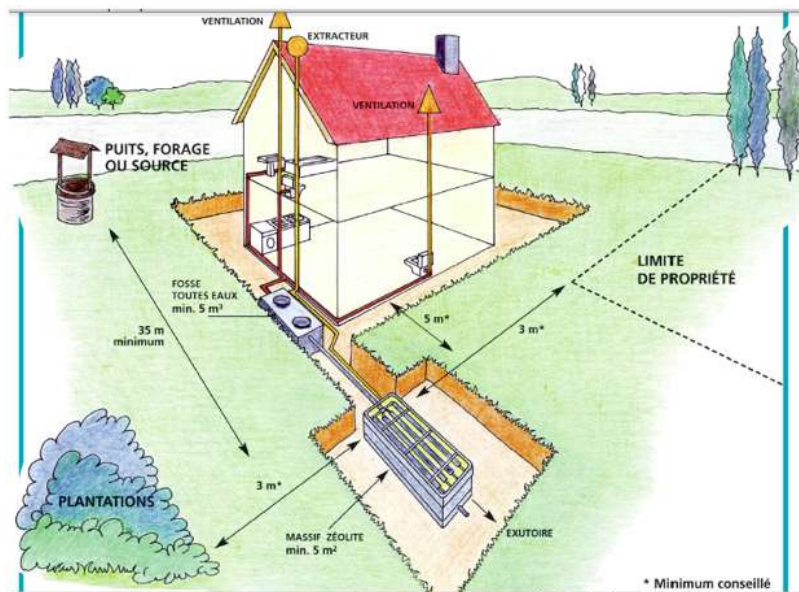 VENTILATION
EXTRACTEUR
VENTILATION
PUITS, FORAGE
OU SOURCE
LIMITE
DE PROPRIÉTÉ
FOSSE
TOUTES EAUX
min. 5 m³
35 m
minimum
5 m*
3 m*
3 m*
PLANTATIONS
MASSIF ZÉOLITE
min. 5 m²
EXUTOIRE
* Minimum conseillé